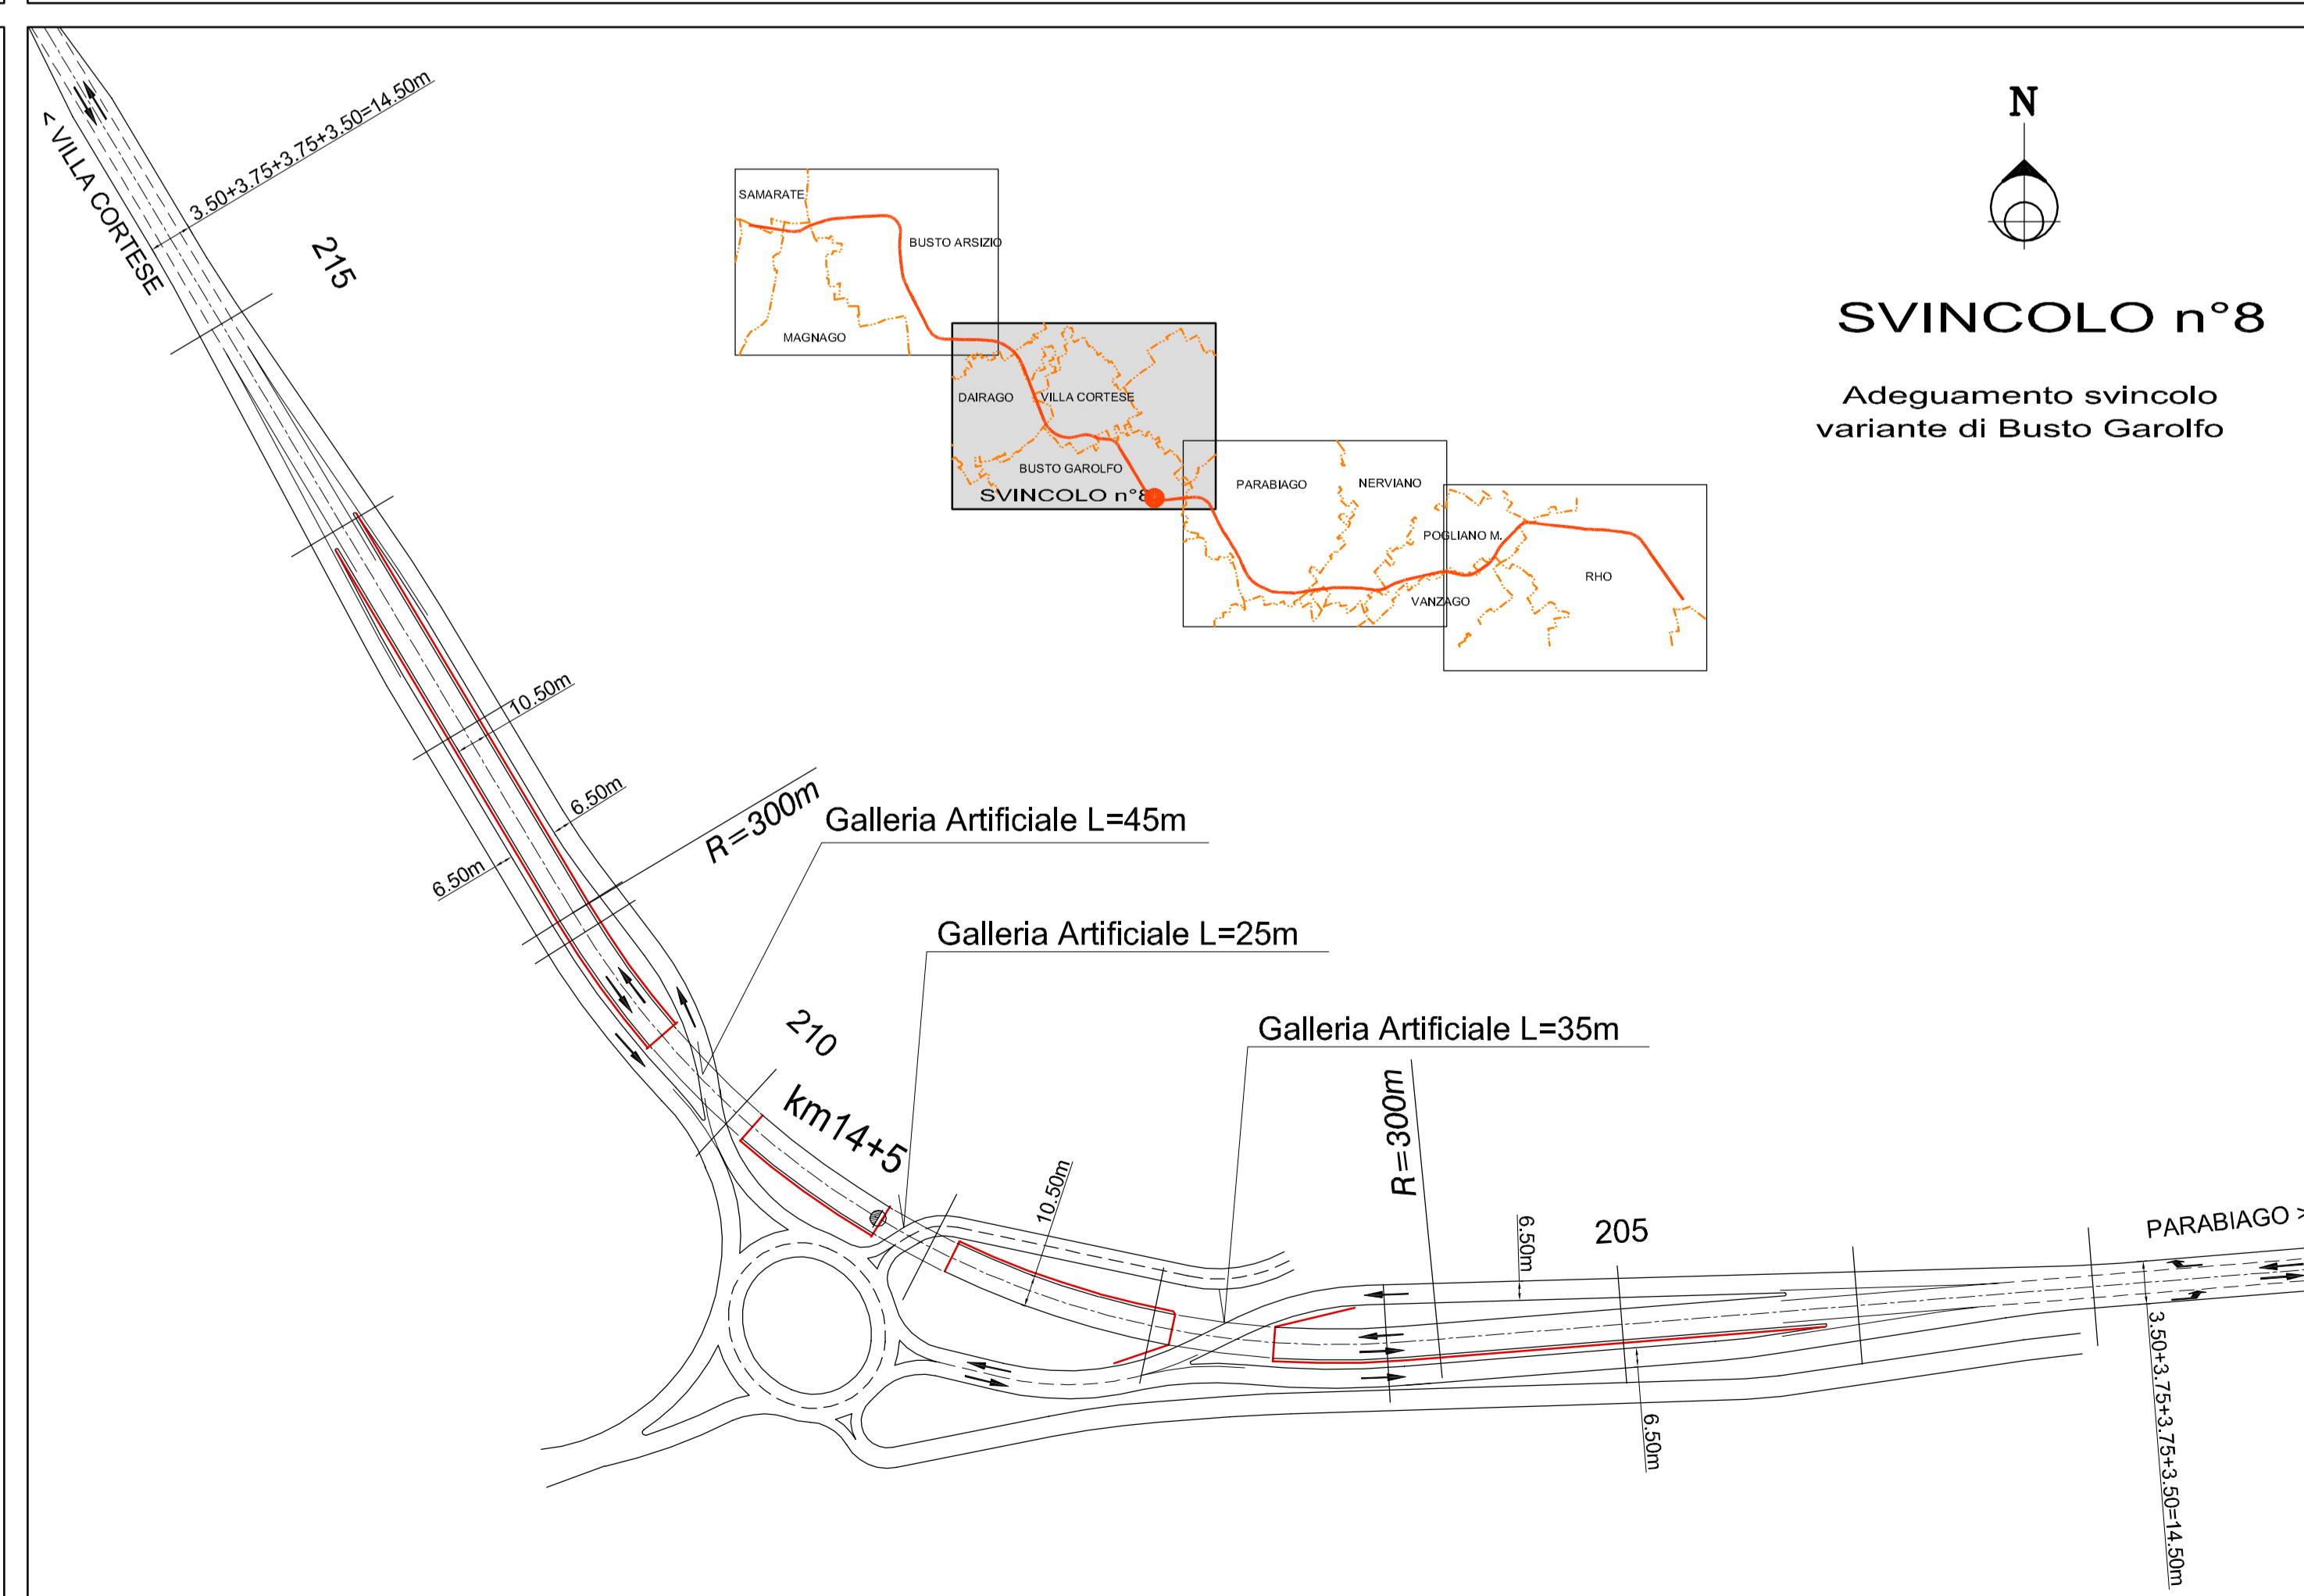 N
SVINCOLO n°8
Adeguamento svincolo
variante di Busto Garolfo
< VILLA CORTESE
3.50+3.75+3.75+3.50=14.50m
215
SAMARATE
BUSTO ARSIZIO
MAGNAGO
DAIRAGO
VILLA CORTESE
BUSTO GAROLFO
SVINCOLO n°8
PARABIAGO
NERVIANO
POGLIANO M.
VANZAGO
RHO
10.50m
6.50m
6.50m
R=300m
Galleria Artificiale L=45m
Galleria Artificiale L=25m
Galleria Artificiale L=35m
210
km14+5
10.50m
R=300m
6.50m
205
PARABIAGO >
6.50m
3.50+3.75+3.75+3.50=14.50m